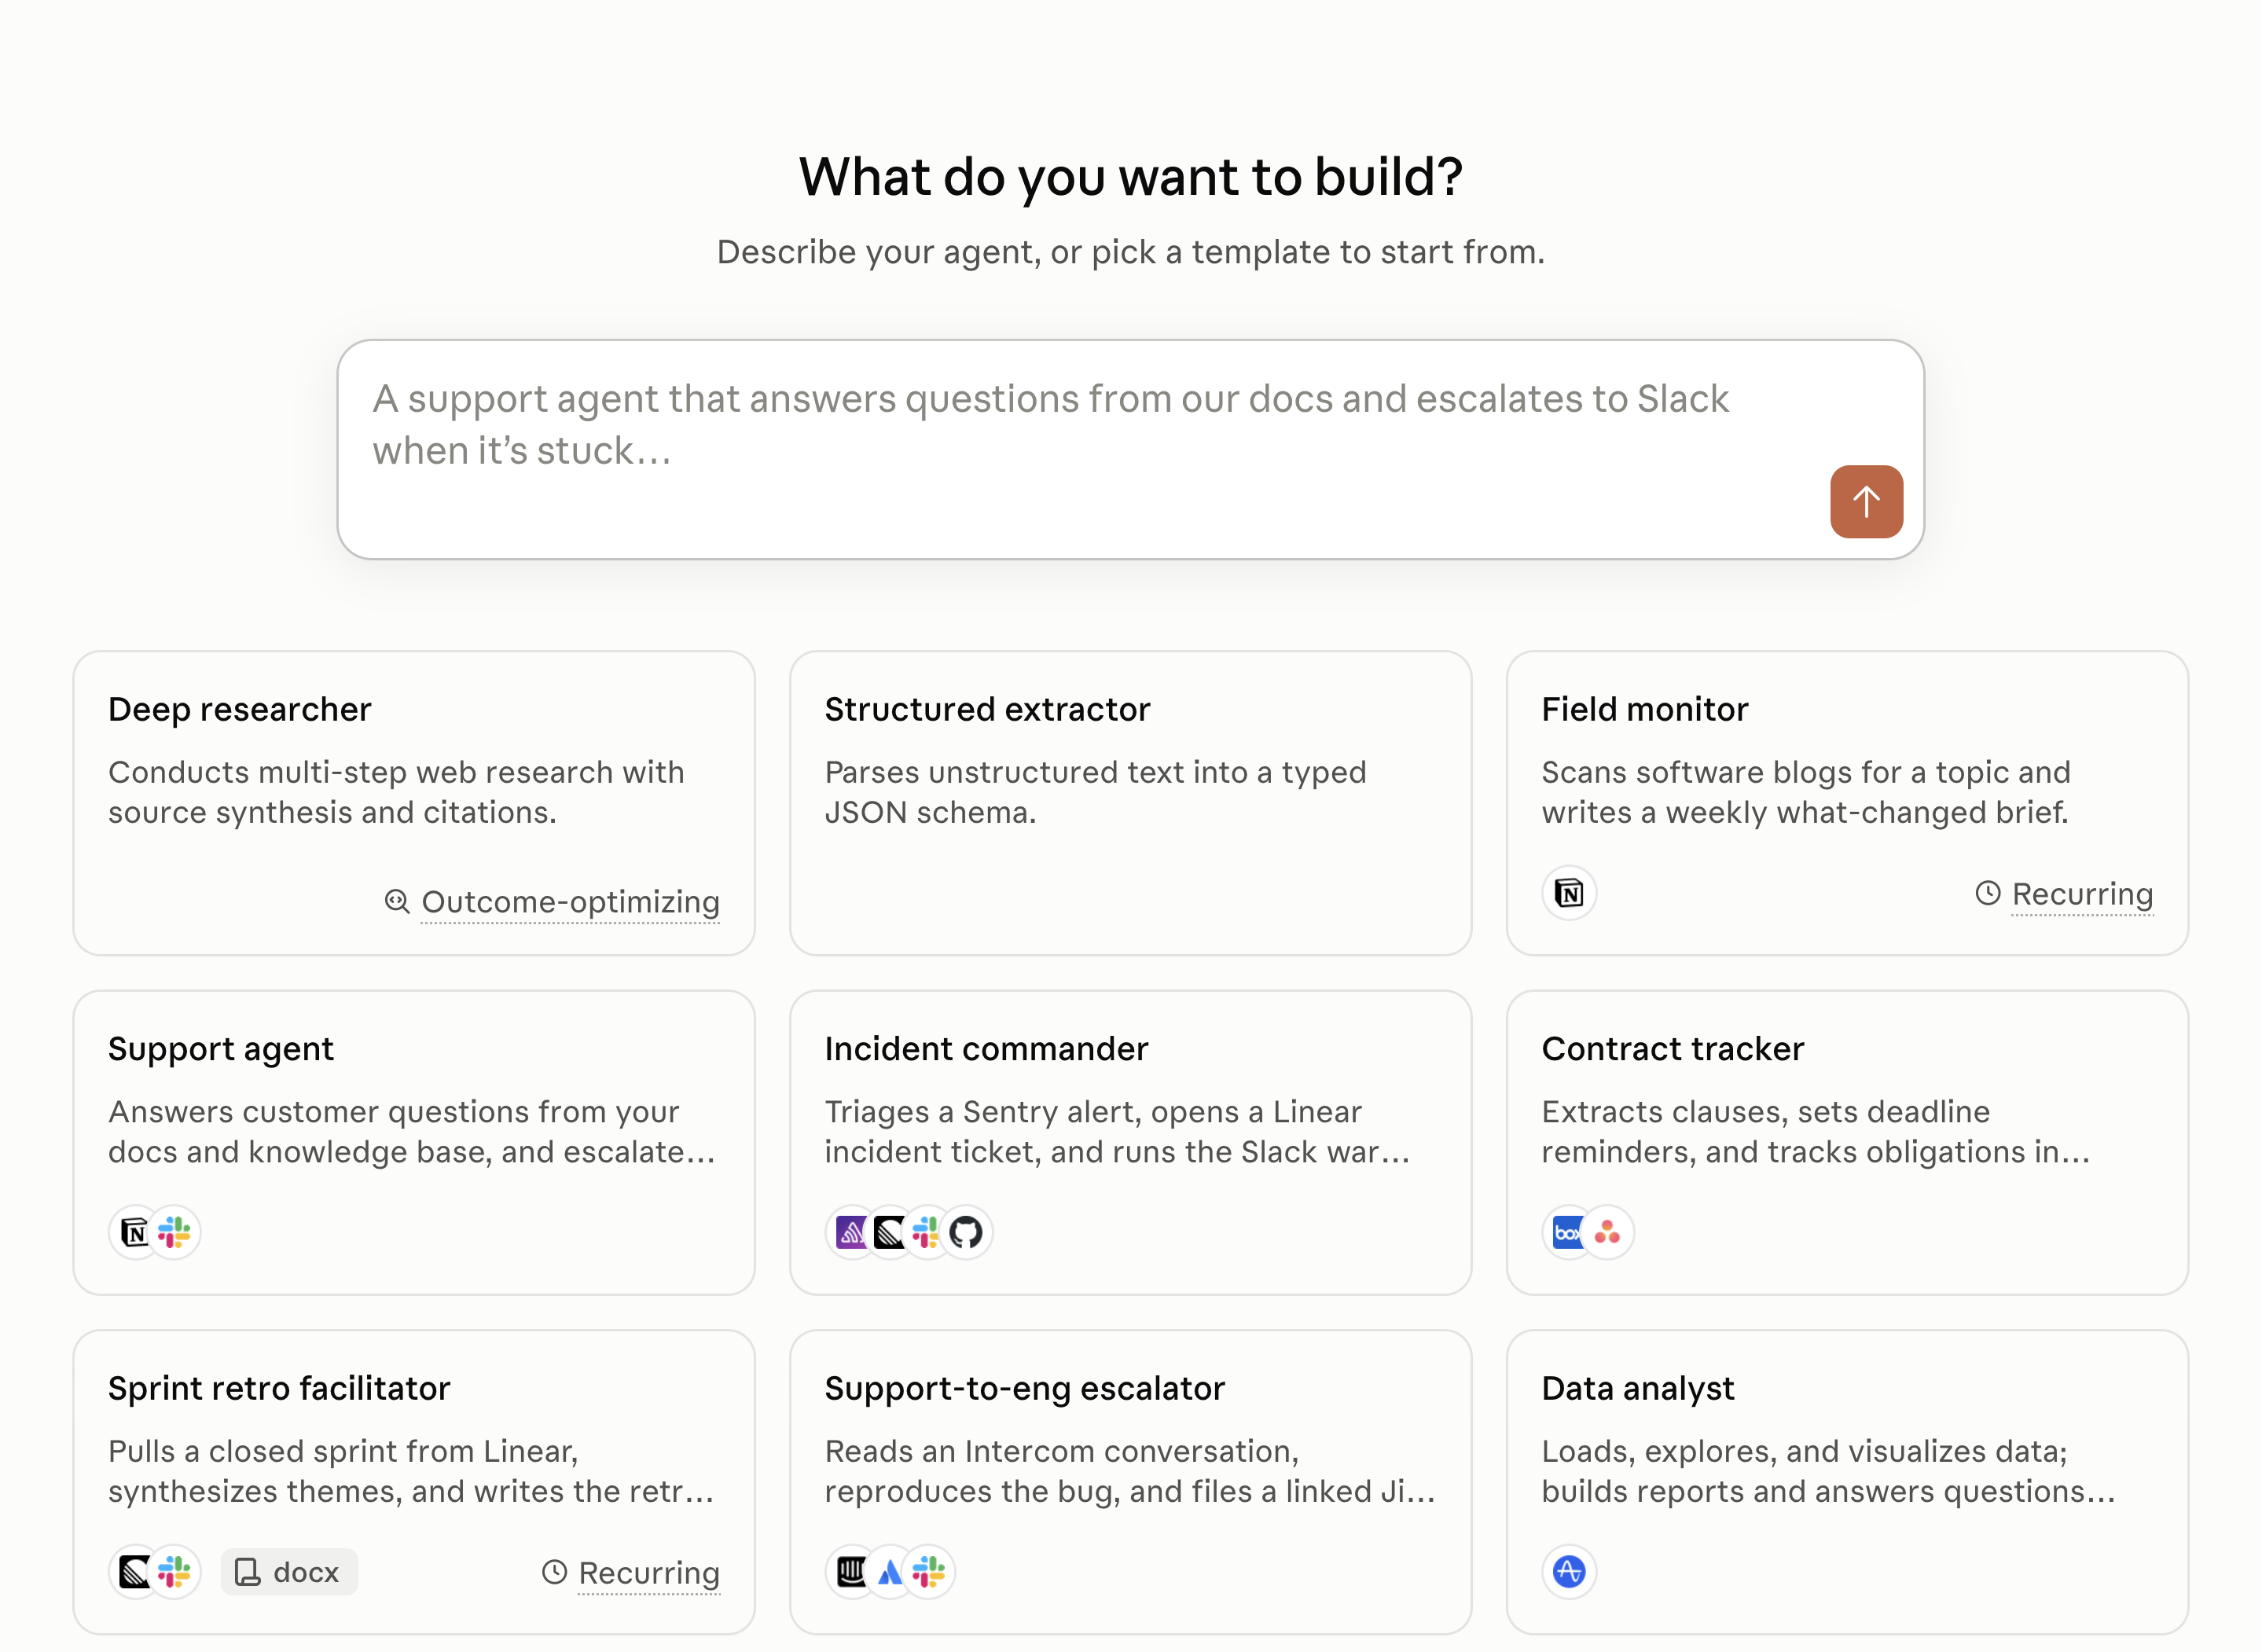 What do you want to build?
Describe your agent, or pick a template to start from.
A support agent that answers questions from our docs and escalates to Slack
when it’s stuck…
Deep researcher
Conducts multi-step web research with
source synthesis and citations.
Outcome-optimizing
Structured extractor
Parses unstructured text into a typed
JSON schema.
Field monitor
Scans software blogs for a topic and
writes a weekly what-changed brief.
N
Recurring
Support agent
Answers customer questions from your
docs and knowledge base, and escalate…
N
Incident commander
Triages a Sentry alert, opens a Linear
incident ticket, and runs the Slack war…
Contract tracker
Extracts clauses, sets deadline
reminders, and tracks obligations in…
box
Sprint retro facilitator
Pulls a closed sprint from Linear,
synthesizes themes, and writes the retr…
docx
Recurring
Support-to-eng escalator
Reads an Intercom conversation,
reproduces the bug, and files a linked Ji…
Data analyst
Loads, explores, and visualizes data;
builds reports and answers questions…